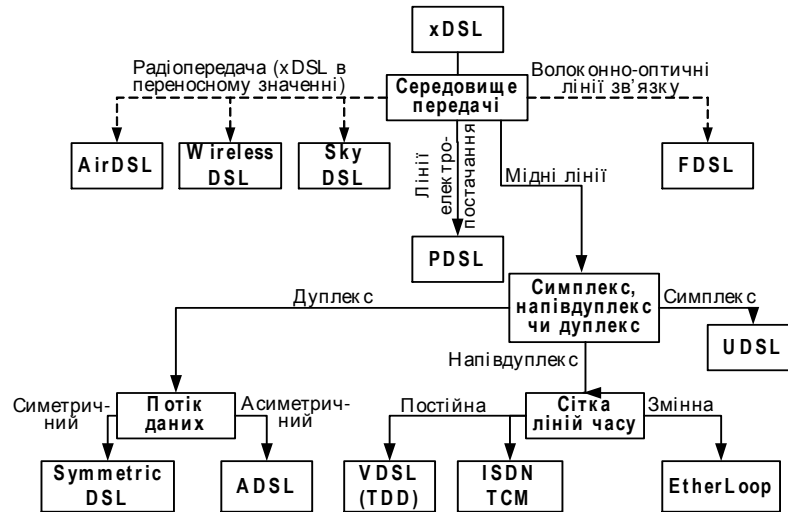 xDSL
Радіопередача (xDSL в
переносному значенні)
Середовище
передачі
Волоконно-оптичні
лінії зв’язку
AirDSL
Wireless
DSL
Sky
DSL
Лінії
електро-
постачання
Мідні лінії
FDSL
PDSL
Дуплекс
Симплекс,
напівдуплекс
чи дуплекс
Симплекс
UDSL
Напівдуплекс
Симетрич-
ний
Потік
даних
Асиметрич-
ний
Постійна
Сітка
ліній часу
Змінна
Symmetric
DSL
ADSL
VDSL
(TDD)
ISDN
TCM
EtherLoop